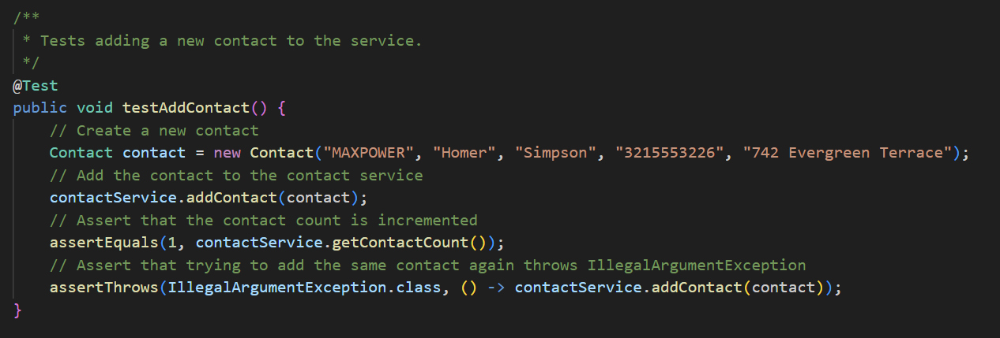 /**
 * Tests adding a new contact to the service.
 */
@Test
public void testAddContact() {
    // Create a new contact
    Contact contact = new Contact("MAXPOWER", "Homer", "Simpson", "3215553226", "742 Evergreen Terrace");
    // Add the contact to the contact service
    contactService.addContact(contact);
    // Assert that the contact count is incremented
    assertEquals(1, contactService.getContactCount());
    // Assert that trying to add the same contact again throws IllegalArgumentException
    assertThrows(IllegalArgumentException.class, () -> contactService.addContact(contact));
}